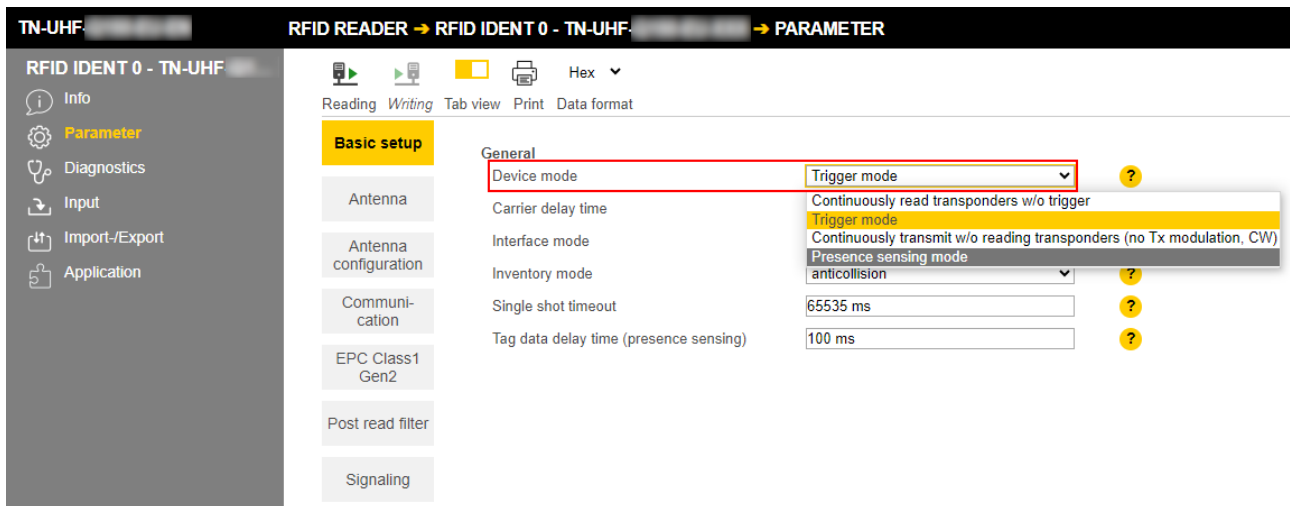 TN-UHF-
RFID READER ➔ RFID IDENT 0 - TN-UHF- ➔ PARAMETER
RFID IDENT 0 - TN-UHF
Info
Parameter
Diagnostics
Input
Import-/Export
Application
Hex
Reading Writing Tab view Print Data format
Basic setup
Antenna
Antenna
configuration
Communi-
cation
EPC Class1
Gen2
Post read filter
Signaling
General
Device mode Trigger mode ?
Continuously read transponders w/o trigger
Trigger mode
Continuously transmit w/o reading transponders (no Tx modulation, CW)
Presence sensing mode
Carrier delay time
Interface mode
Inventory mode anticollision ?
Single shot timeout 65535 ms ?
Tag data delay time (presence sensing) 100 ms ?